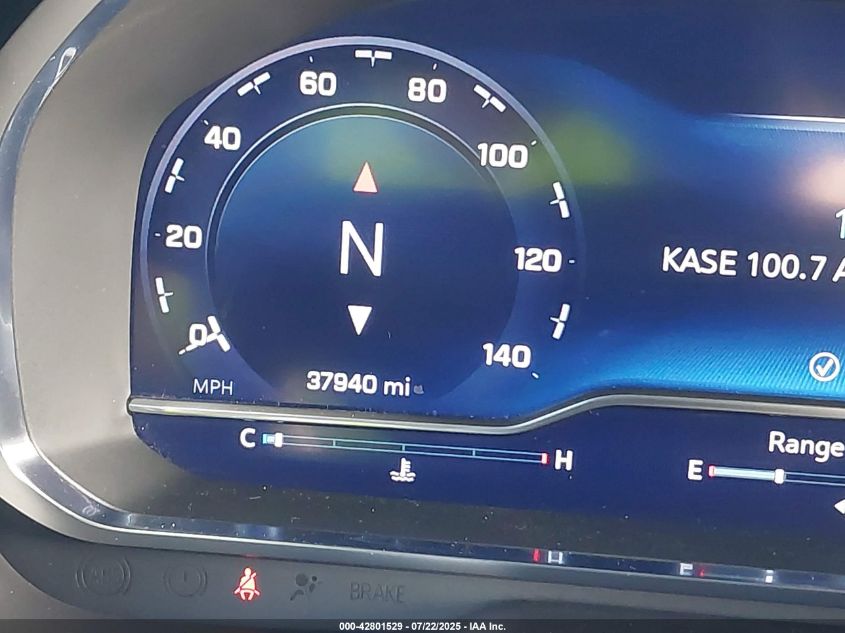 60 80
40 100
20 120
0 140
N
MPH 37940 mi
KASE 100.7
C H
Range
E
ABS
BRAKE
000-42801529 - 07/22/2025 - IAA Inc.